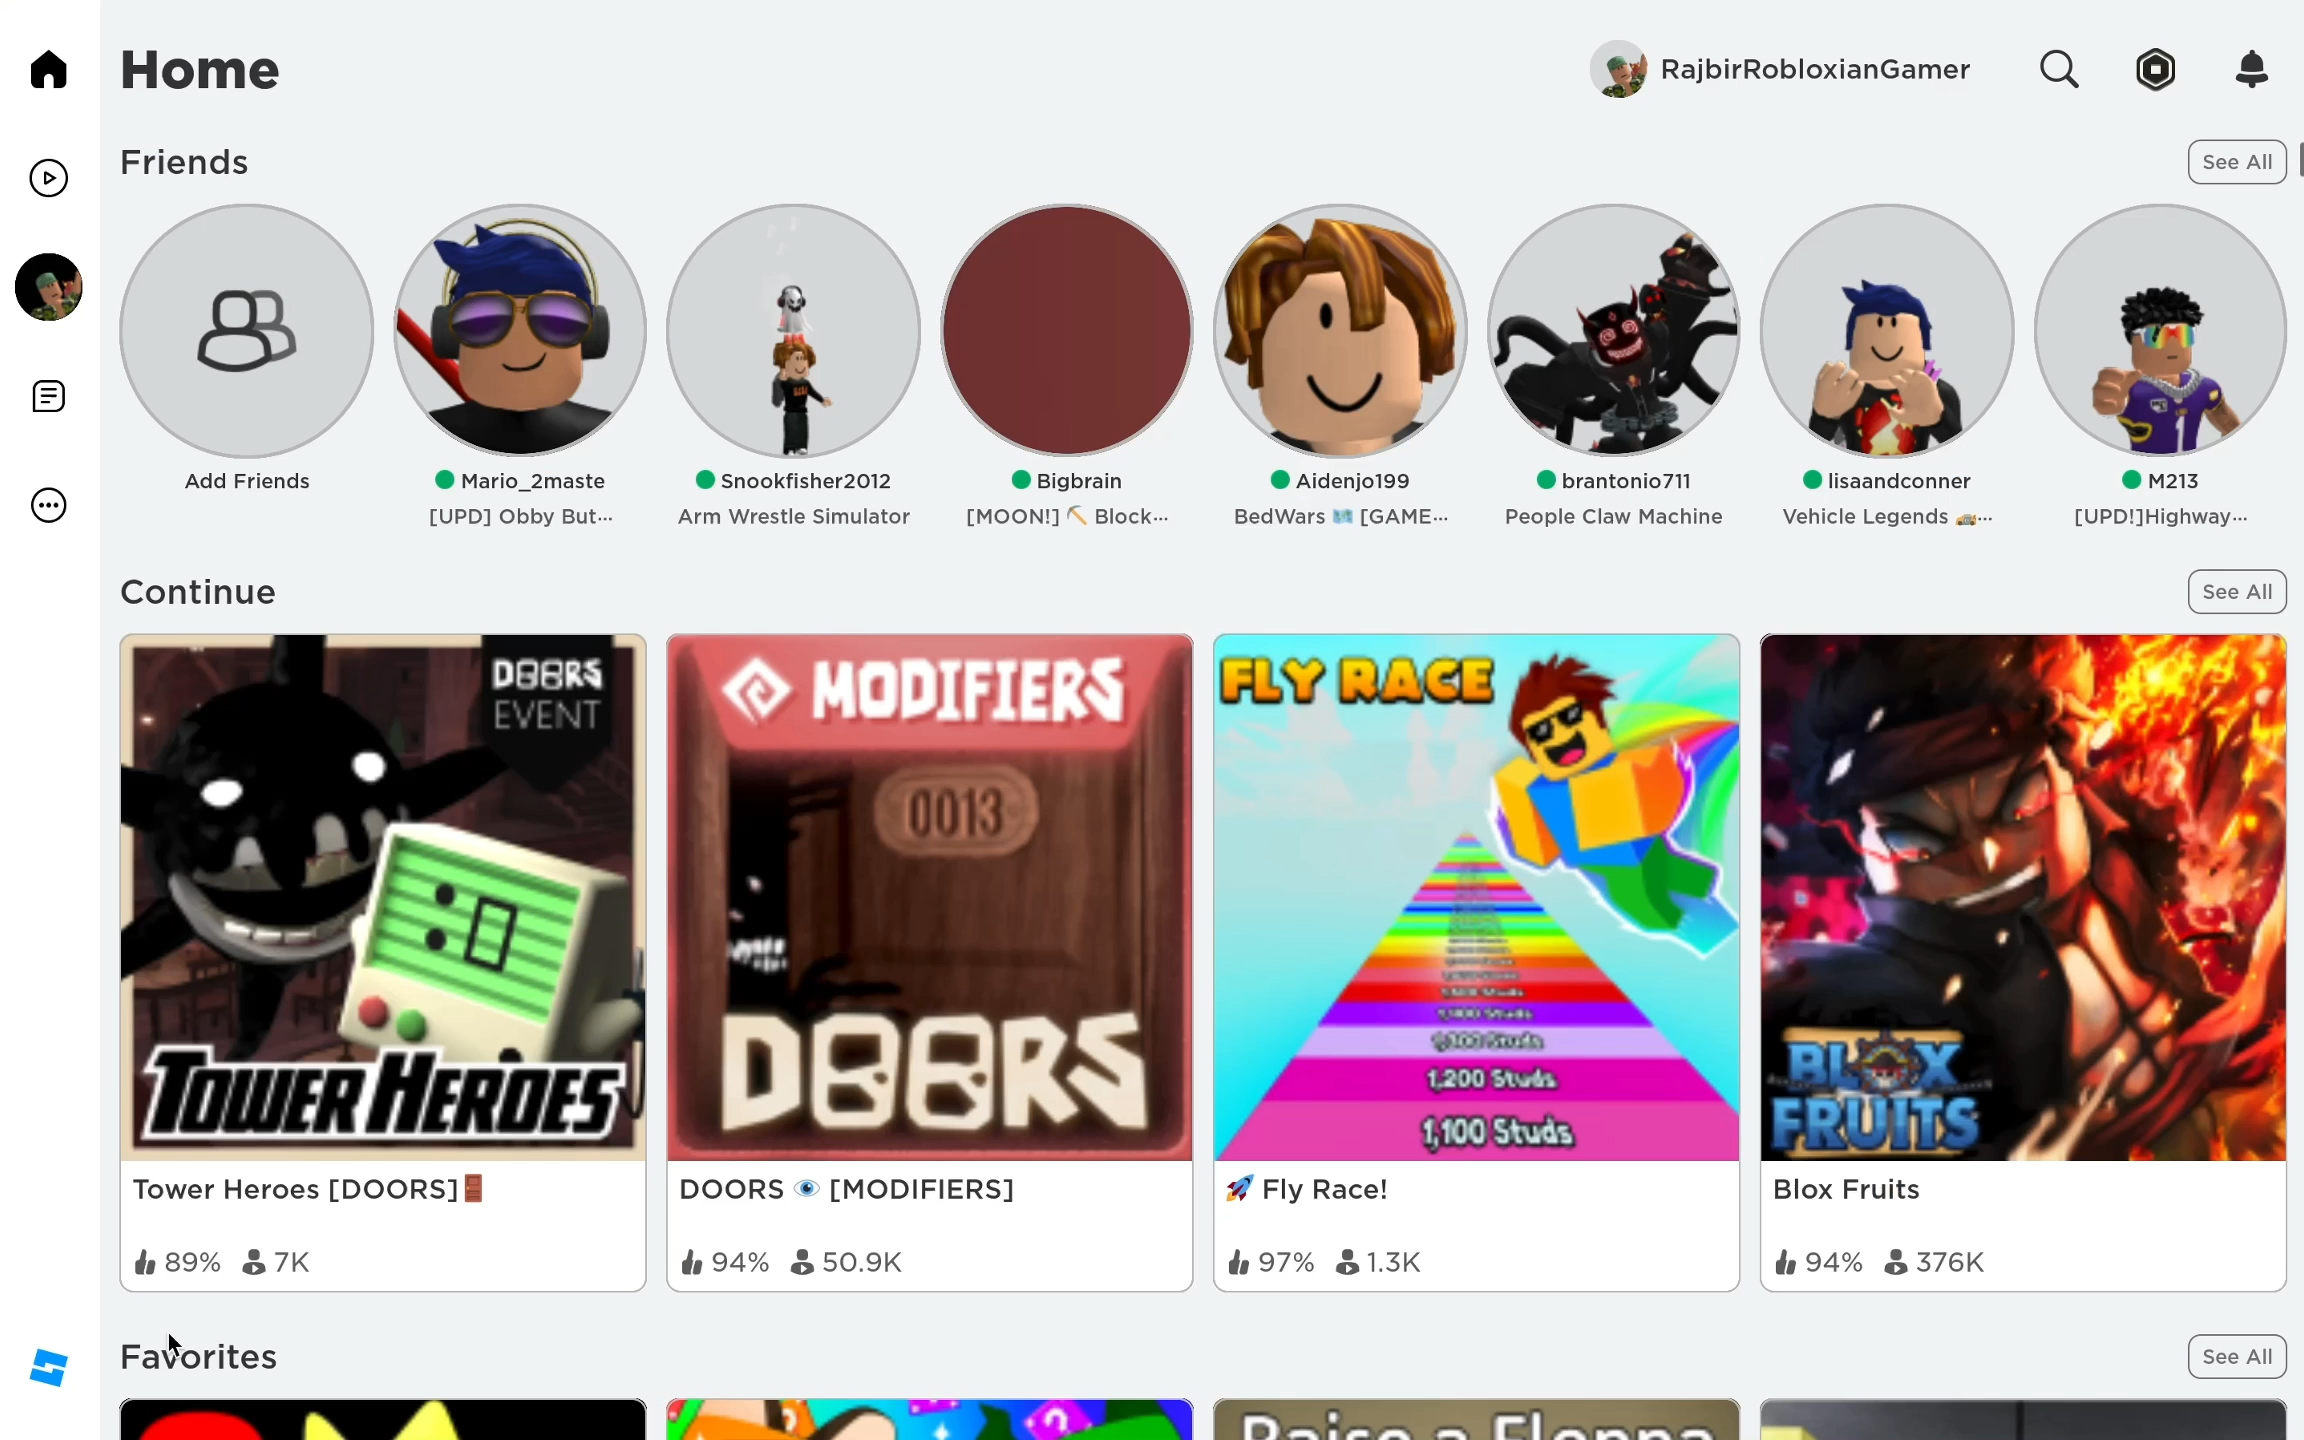 Home
RajbirRobloxianGamer
Friends
See All
Add Friends
Mario_2maste
[UPD] Obby But...
Snookfisher2012
Arm Wrestle Simulator
Bigbrain
[MOON!] ⛏️ Block...
Aidenjo199
BedWars 🗺️ [GAME...
brantonio711
People Claw Machine
lisaandconner
Vehicle Legends 🚕...
M213
[UPD!]Highway...
Continue
See All
DOORS
EVENT
TOWER HEROES
MODIFIERS
0013
DOORS
FLY RACE
1,200 Studs
1,100 Studs
BLOX
FRUITS
Tower Heroes [DOORS]🚪
89% 7K
DOORS 👁️ [MODIFIERS]
94% 50.9K
🚀 Fly Race!
97% 1.3K
Blox Fruits
94% 376K
Favorites
See All
Raise a Floppa